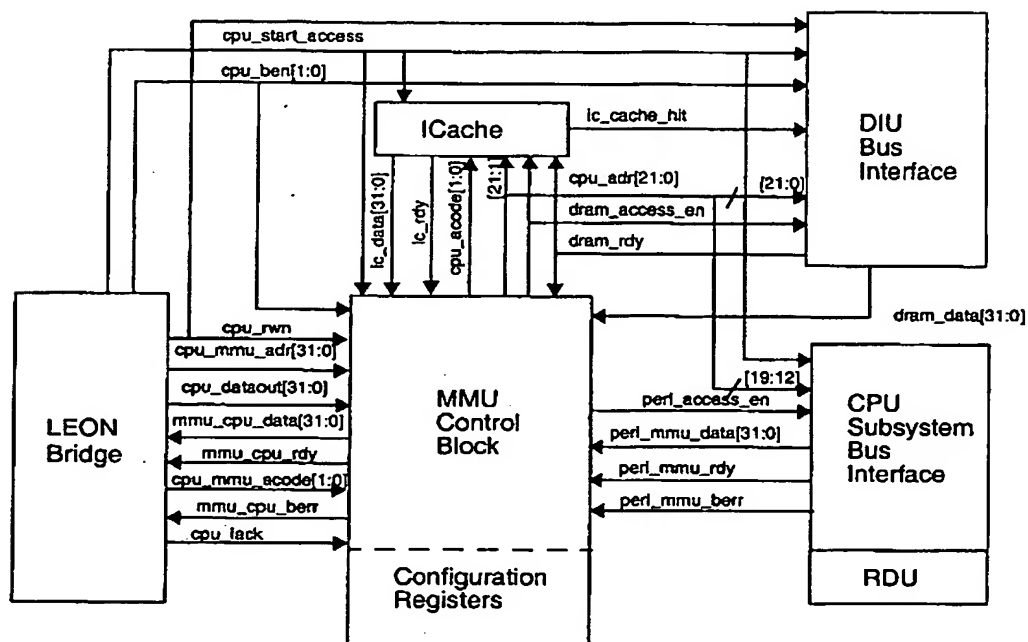 cpu_start_access
cpu_ben[1:0]
ICache
ic_cache_hit
DIU
Bus
Interface
ic_data[31:0]
ic_rdy
cpu_acode[1:0]
[21:1]
cpu_adr[21:0]
[21:0]
dram_access_en
dram_rdy
dram_data[31:0]
LEON
Bridge
cpu_rwn
cpu_mmu_adr[31:0]
cpu_dataout[31:0]
mmu_cpu_data[31:0]
mmu_cpu_rdy
cpu_mmu_acode[1:0]
mmu_cpu_berr
cpu_iack
MMU
Control
Block
Configuration
Registers
[19:12]
peri_access_en
peri_mmu_data[31:0]
peri_mmu_rdy
peri_mmu_berr
CPU
Subsystem
Bus
Interface
RDU